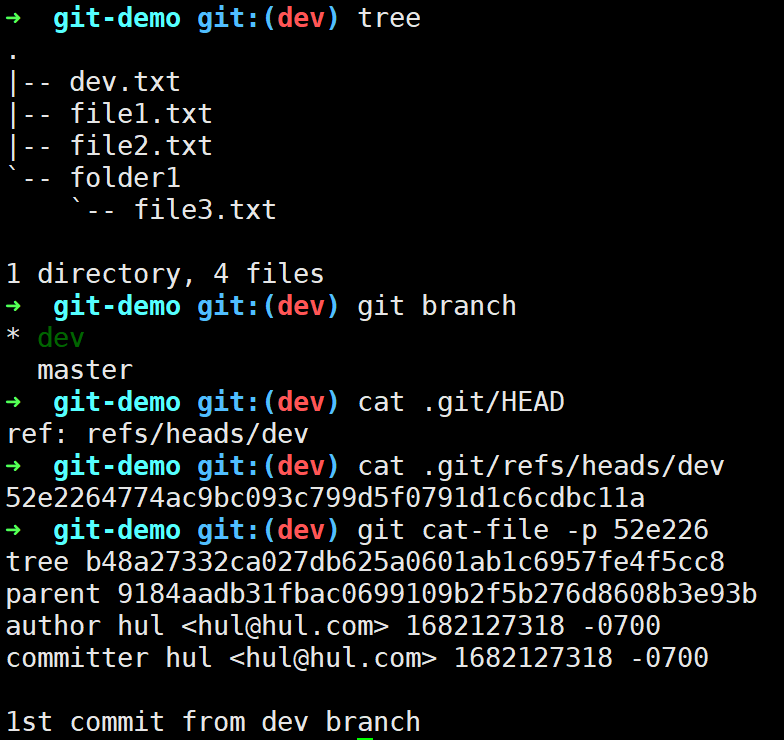 ➜  git-demo git:(dev) tree
.
|-- dev.txt
|-- file1.txt
|-- file2.txt
`-- folder1
    `-- file3.txt

1 directory, 4 files
➜  git-demo git:(dev) git branch
* dev
  master
➜  git-demo git:(dev) cat .git/HEAD
ref: refs/heads/dev
➜  git-demo git:(dev) cat .git/refs/heads/dev
52e2264774ac9bc093c799d5f0791d1c6cdbc11a
➜  git-demo git:(dev) git cat-file -p 52e226
tree b48a27332ca027db625a0601ab1c6957fe4f5cc8
parent 9184aadb31fbac0699109b2f5b276d8608b3e93b
author hul <hul@hul.com> 1682127318 -0700
committer hul <hul@hul.com> 1682127318 -0700

1st commit from dev branch